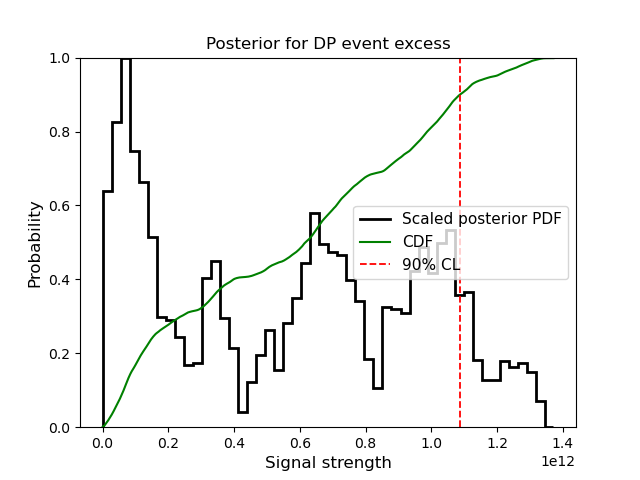 Posterior for DP event excess
Probability
1.0
0.8
0.6
0.4
0.2
0.0
Scaled posterior PDF
CDF
90% CL
0.0 0.2 0.4 0.6 0.8 1.0 1.2 1.4
1e12
Signal strength